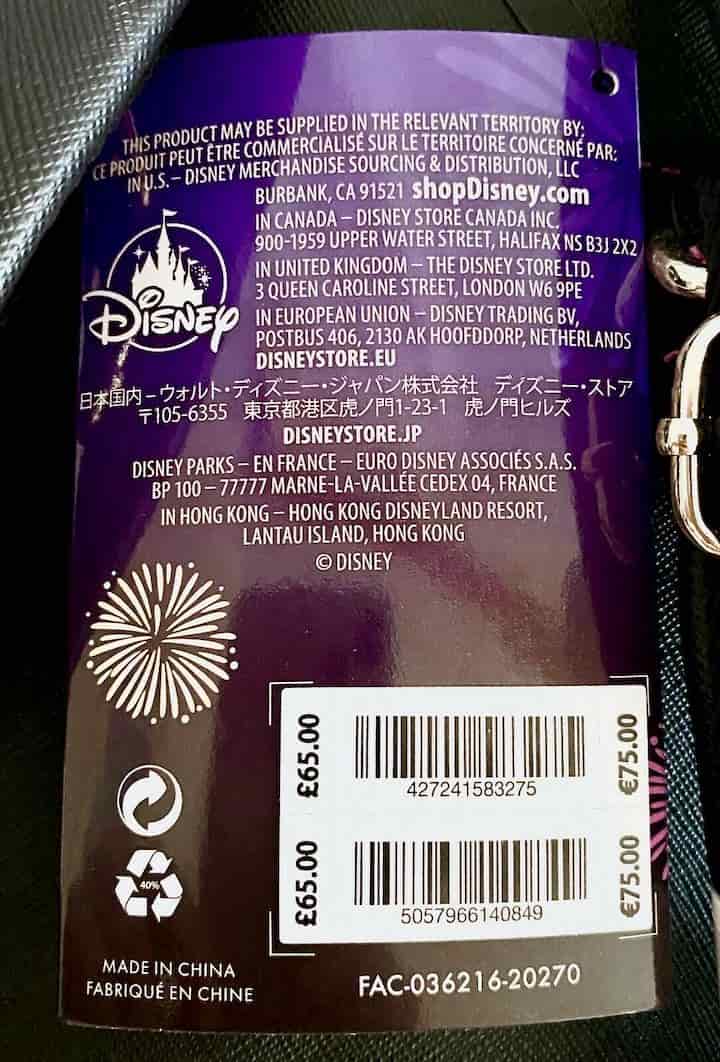 THIS PRODUCT MAY BE SUPPLIED IN THE RELEVANT TERRITORY BY:
CE PRODUIT PEUT ÊTRE COMMERCIALISÉ SUR LE TERRITOIRE CONCERNÉ PAR:
IN U.S. – DISNEY MERCHANDISE SOURCING & DISTRIBUTION, LLC
BURBANK, CA 91521 shopDisney.com
IN CANADA – DISNEY STORE CANADA INC.
900-1959 UPPER WATER STREET, HALIFAX NS B3J 2X2
IN UNITED KINGDOM – THE DISNEY STORE LTD.
3 QUEEN CAROLINE STREET, LONDON W6 9PE
IN EUROPEAN UNION – DISNEY TRADING BV,
POSTBUS 406, 2130 AK HOOFDDORP, NETHERLANDS
DISNEYSTORE.EU
DISNEY
日本国内 – ウォルト・ディズニー・ジャパン株式会社 ディズニー・ストア
〒105-6355 東京都港区虎ノ門1-23-1 虎ノ門ヒルズ
DISNEYSTORE.JP
DISNEY PARKS – EN FRANCE – EURO DISNEY ASSOCIÉS S.A.S.
BP 100 – 77777 MARNE-LA-VALLÉE CEDEX 04, FRANCE
IN HONG KONG – HONG KONG DISNEYLAND RESORT,
LANTAU ISLAND, HONG KONG
© DISNEY
£65.00
427241583275
€75.00
£65.00
5057966140849
€75.00
40%
MADE IN CHINA
FABRIQUÉ EN CHINE
FAC-036216-20270